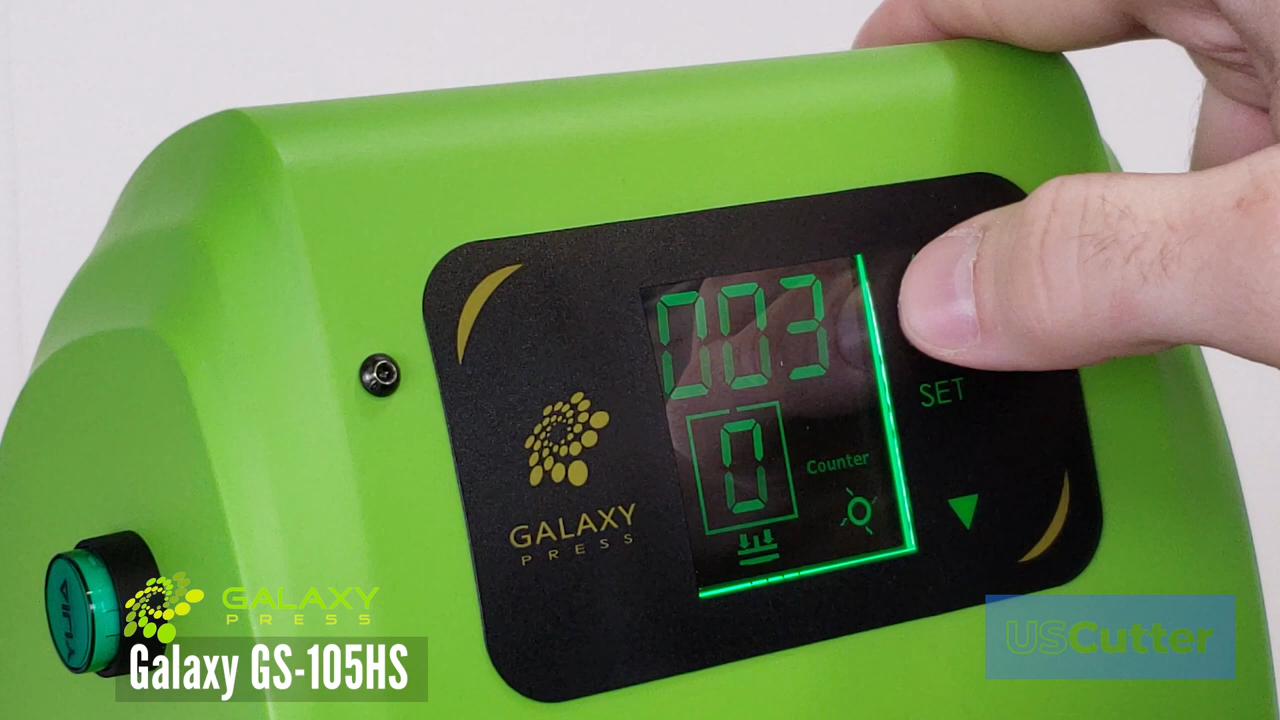 003
SET
0
Counter
GALAXY
PRESS
GALAXY
PRESS
Galaxy GS-105HS
USCutter